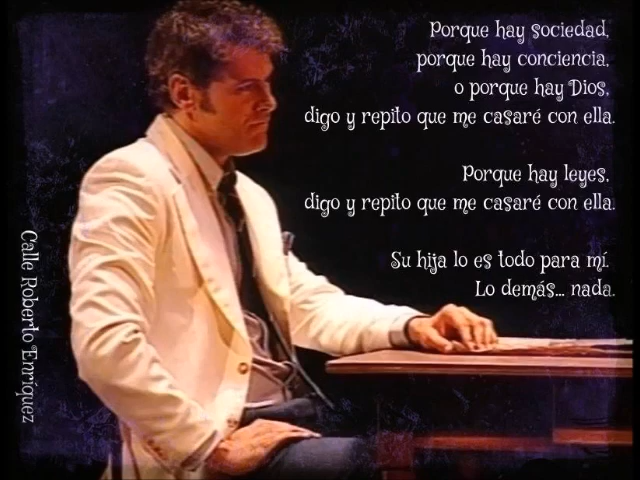 Porque hay sociedad,
porque hay conciencia,
o porque hay Dios,
digo y repito que me casaré con ella.
Porque hay leyes,
digo y repito que me casaré con ella.
Su hija lo es todo para mí.
Lo demás... nada.
Calle Roberto Enríquez